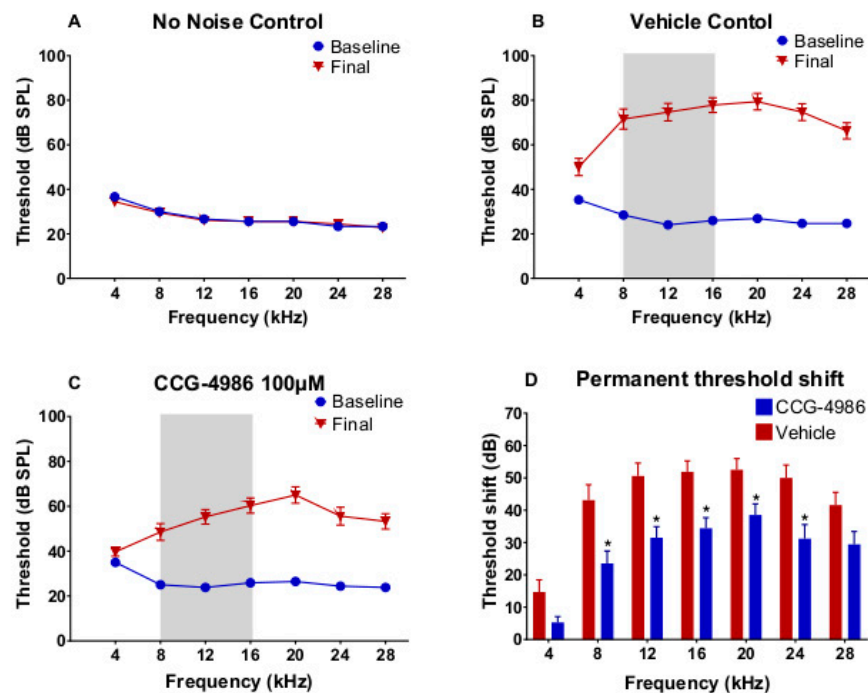 A No Noise Control
Baseline
Final
100
80
60
40
20
0
Threshold (dB SPL)
4 8 12 16 20 24 28
Frequency (kHz)
B Vehicle Contol
Baseline
Final
100
80
60
40
20
0
Threshold (dB SPL)
4 8 12 16 20 24 28
Frequency (kHz)
C CCG-4986 100µM
Baseline
Final
100
80
60
40
20
0
Threshold (dB SPL)
4 8 12 16 20 24 28
Frequency (kHz)
D Permanent threshold shift
CCG-4986
Vehicle
70
60
50
40
30
20
10
0
Threshold shift (dB)
* * * * *
4 8 12 16 20 24 28
Frequency (kHz)